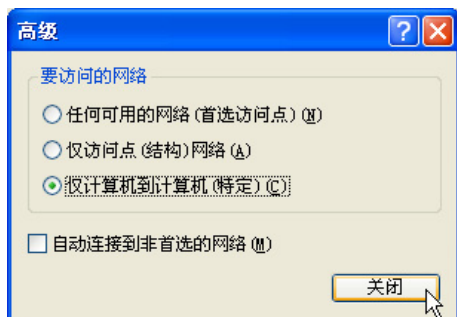 高级
要访问的网络
任何可用的网络(首选访问点)(N)
仅访问点(结构)网络(A)
仅计算机到计算机(特定)(C)
自动连接到非首选的网络(M)
关闭